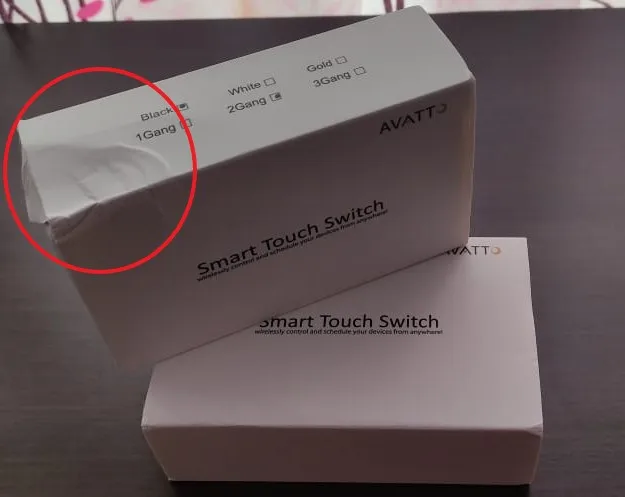 Black White Gold
1Gang 2Gang 3Gang
AVATTO
Smart Touch Switch
wirelessly control and schedule your devices from anywhere!
AVATTO
Smart Touch Switch
wirelessly control and schedule your devices from anywhere!